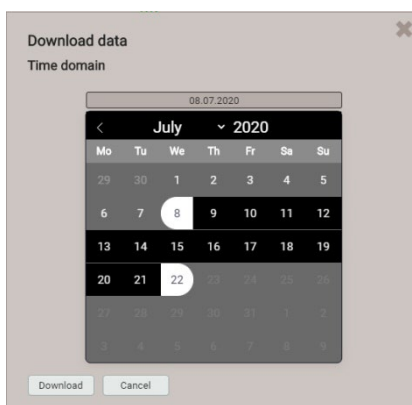 Download data
Time domain
08.07.2020
July 2020
Mo Tu We Th Fr Sa Su
29 30 1 2 3 4 5
6 7 8 9 10 11 12
13 14 15 16 17 18 19
20 21 22 23 24 25 26
27 28 29 30 31 1 2
3 4 5 6 7 8 9
Download Cancel